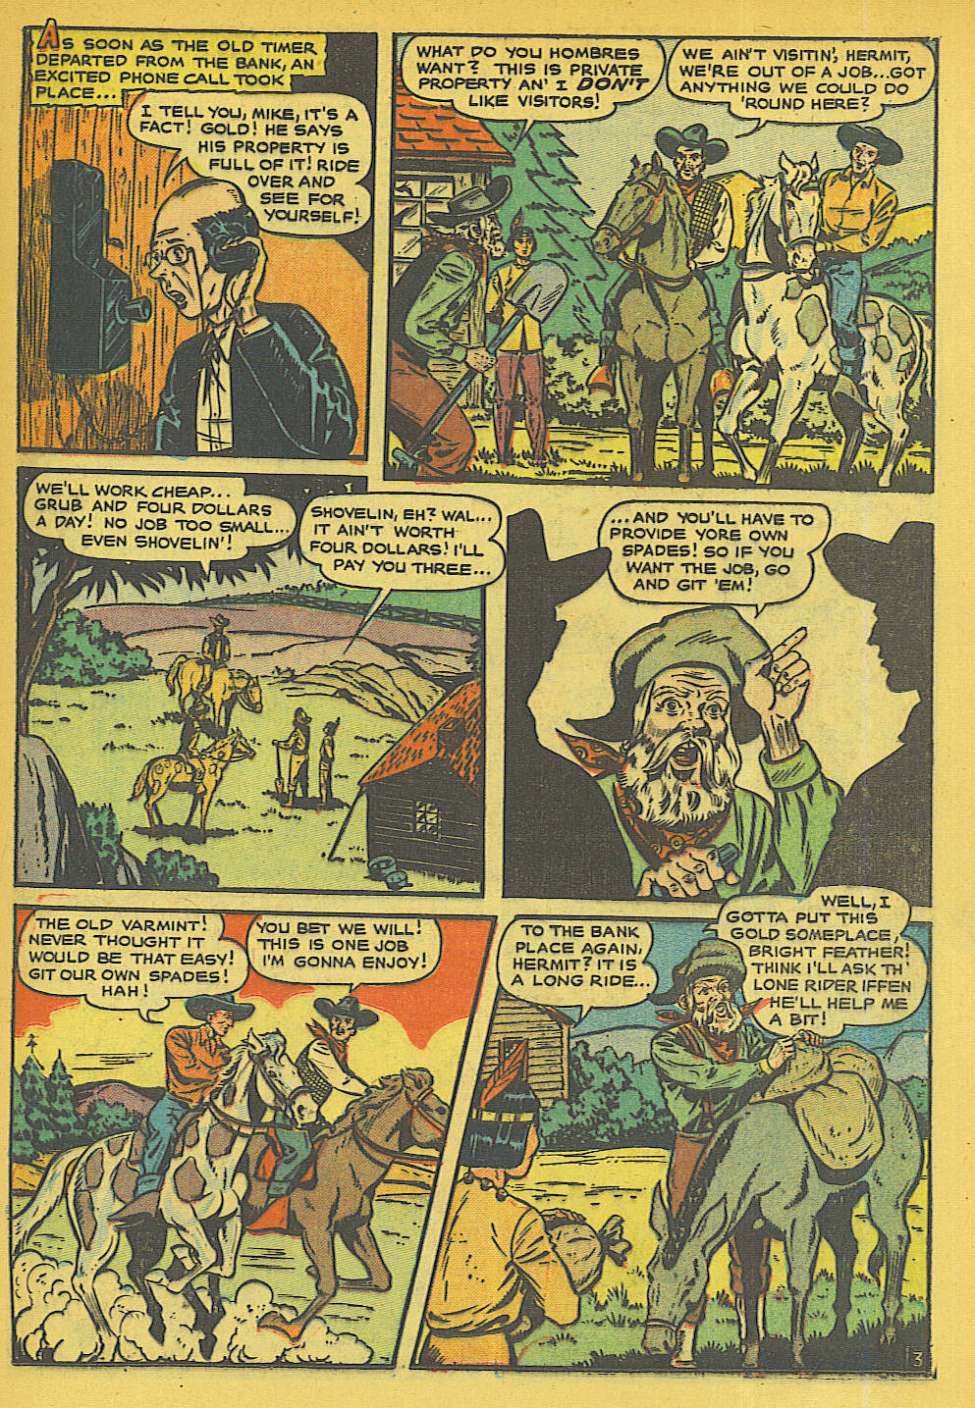 AS SOON AS THE OLD TIMER
DEPARTED FROM THE BANK, AN
EXCITED PHONE CALL TOOK
PLACE...
I TELL YOU, MIKE, IT'S A
FACT! GOLD! HE SAYS
HIS PROPERTY IS
FULL OF IT! RIDE
OVER AND
SEE FOR
YOURSELF!
WHAT DO YOU HOMBRES
WANT? THIS IS PRIVATE
PROPERTY AN' I DON'T
LIKE VISITORS!
WE AIN'T VISITIN', HERMIT,
WE'RE OUT OF A JOB...GOT
ANYTHING WE COULD DO
'ROUND HERE?
WE'LL WORK CHEAP...
GRUB AND FOUR DOLLARS
A DAY! NO JOB TOO SMALL...
EVEN SHOVELIN'!
SHOVELIN, EH? WAL...
IT AIN'T WORTH
FOUR DOLLARS! I'LL
PAY YOU THREE...
...AND YOU'LL HAVE TO
PROVIDE YORE OWN
SPADES! SO IF YOU
WANT THE JOB, GO
AND GIT 'EM!
THE OLD VARMINT!
NEVER THOUGHT IT
WOULD BE THAT EASY!
GIT OUR OWN SPADES!
HAH!
YOU BET WE WILL!
THIS IS ONE JOB
I'M GONNA ENJOY!
TO THE BANK
PLACE AGAIN,
HERMIT? IT IS
A LONG RIDE...
WELL, I
GOTTA PUT THIS
GOLD SOMEPLACE,
BRIGHT FEATHER!
THINK I'LL ASK TH'
LONE RIDER IFFEN
HE'LL HELP ME
A BIT!
3